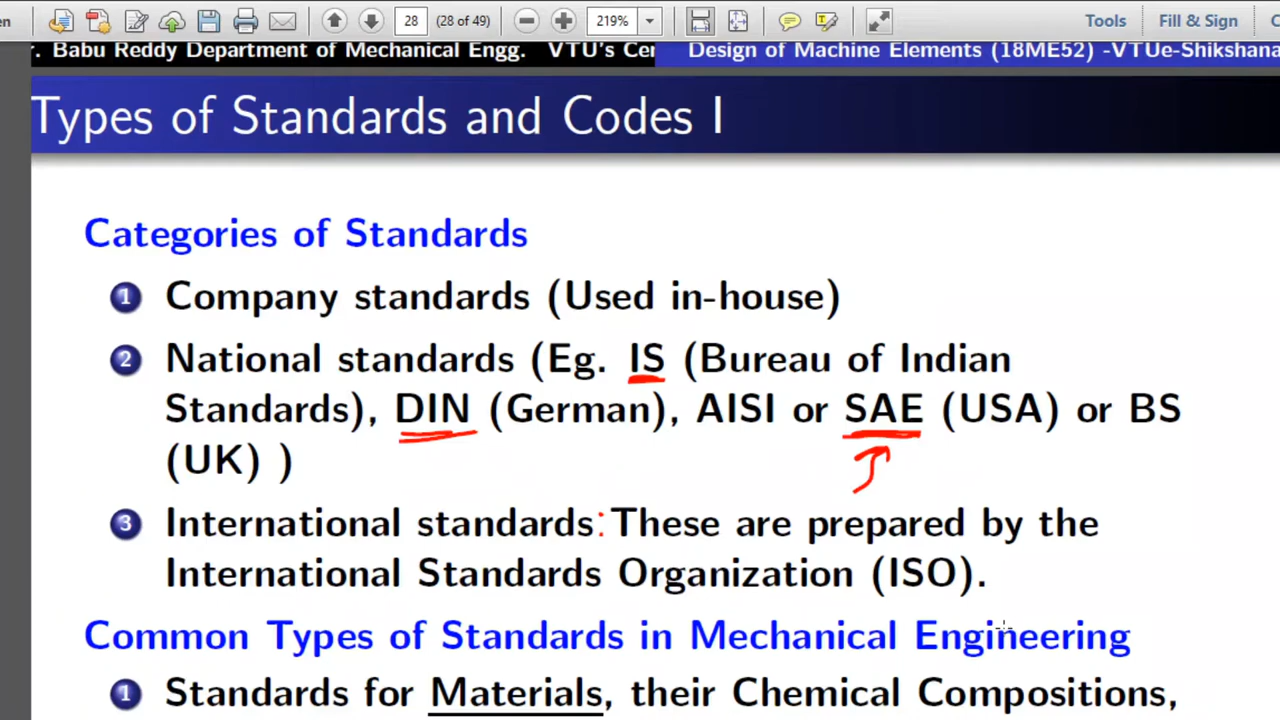 28 (28 of 49) 219% Tools Fill & Sign
r. Babu Reddy Department of Mechanical Engg. VTU's Cen Design of Machine Elements (18ME52) -VTUe-Shikshana
Types of Standards and Codes I
Categories of Standards
1 Company standards (Used in-house)
2 National standards (Eg. IS (Bureau of Indian
Standards), DIN (German), AISI or SAE (USA) or BS
(UK) )
3 International standards: These are prepared by the
International Standards Organization (ISO).
Common Types of Standards in Mechanical Engineering
1 Standards for Materials, their Chemical Compositions,